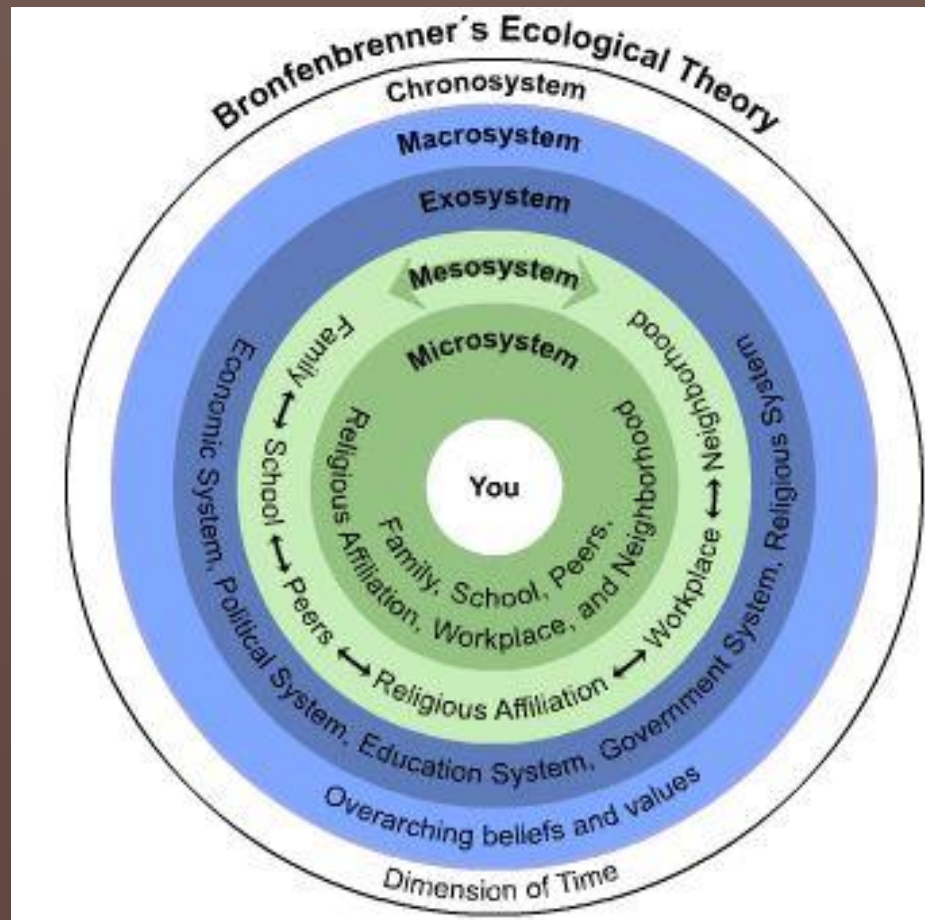 Bronfenbrenner´s Ecological Theory
Chronosystem
Macrosystem
Exosystem
Mesosystem
Microsystem
You
Family, School, Peers,
Religious Affiliation, Workplace, and Neighborhood
Family ↔ School ↔ Peers ↔ Religious Affiliation ↔ Workplace ↔ Neighborhood
Economic System, Political System, Education System, Government System, Religious System
Overarching beliefs and values
Dimension of Time